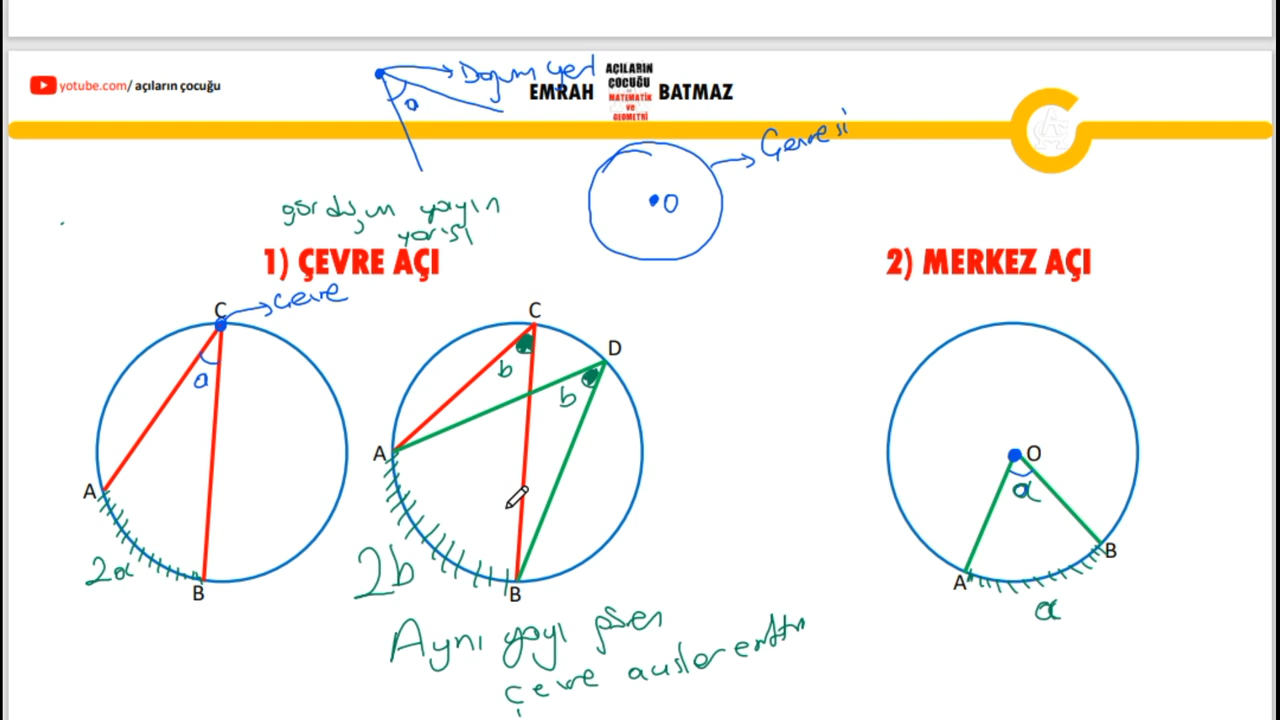 yotube.com/ açıların çocuğu
Doğum yeri
a
EMRAH
AÇILARIN
ÇOCUĞU
MATEMATİK
ve
GEOMETRİ
BATMAZ
Çevresi
O
gördüğün yayın
yarısı
1) ÇEVRE AÇI
2) MERKEZ AÇI
C
Çevre
a
A
2a
B
C
D
b
b
A
2b
B
O
a
A
B
a
Aynı yayı gören
çevre açılar eşittir